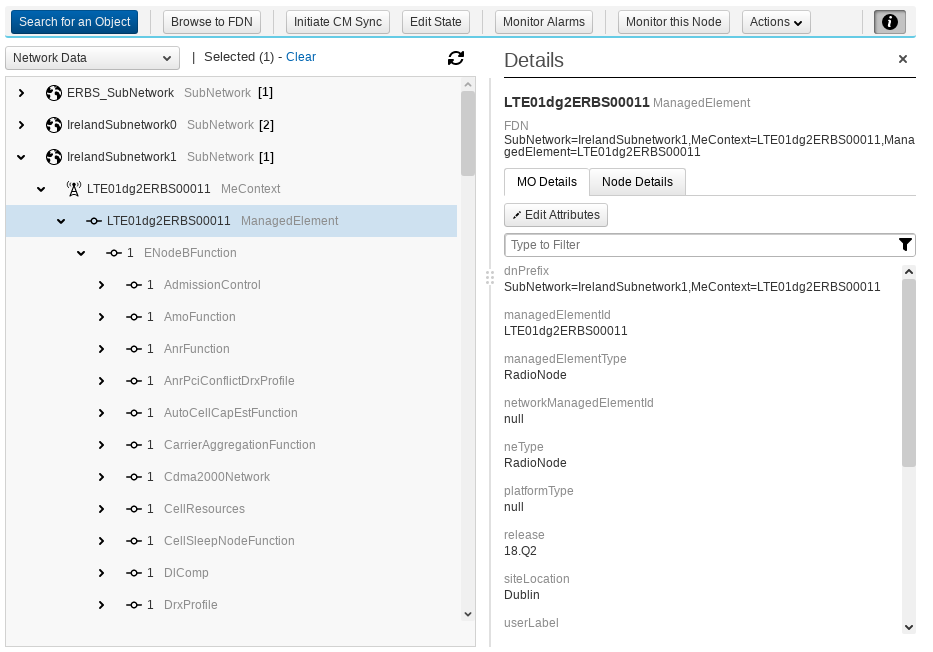 Search for an Object
Browse to FDN
Initiate CM Sync
Edit State
Monitor Alarms
Monitor this Node
Actions
Network Data
| Selected (1) - Clear
ERBS_SubNetwork SubNetwork [1]
IrelandSubnetwork0 SubNetwork [2]
IrelandSubnetwork1 SubNetwork [1]
LTE01dg2ERBS00011 MeContext
LTE01dg2ERBS00011 ManagedElement
1 ENodeBFunction
1 AdmissionControl
1 AmoFunction
1 AnrFunction
1 AnrPciConflictDrxProfile
1 AutoCellCapEstFunction
1 CarrierAggregationFunction
1 Cdma2000Network
1 CellResources
1 CellSleepNodeFunction
1 DlComp
1 DrxProfile
Details
LTE01dg2ERBS00011 ManagedElement
FDN
SubNetwork=IrelandSubnetwork1,MeContext=LTE01dg2ERBS00011,Mana
gedElement=LTE01dg2ERBS00011
MO Details
Node Details
Edit Attributes
Type to Filter
dnPrefix
SubNetwork=IrelandSubnetwork1,MeContext=LTE01dg2ERBS00011
managedElementId
LTE01dg2ERBS00011
managedElementType
RadioNode
networkManagedElementId
null
neType
RadioNode
platformType
null
release
18.Q2
siteLocation
Dublin
userLabel